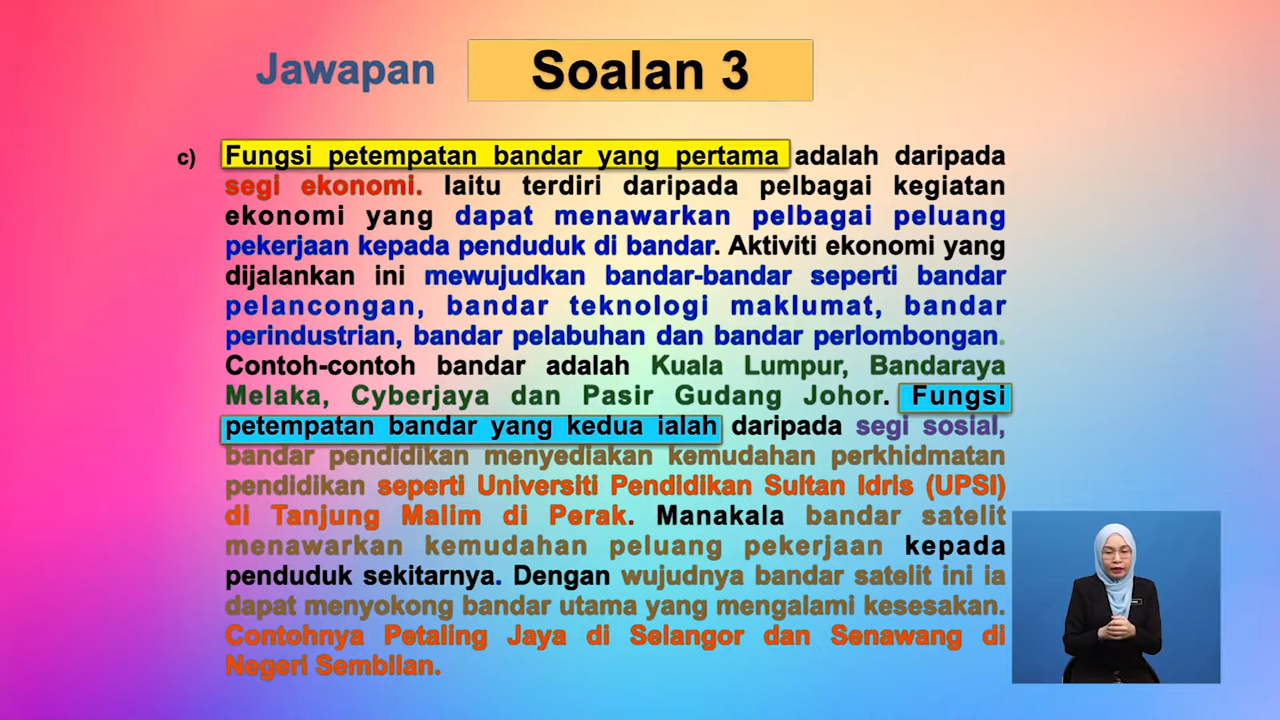 Jawapan
Soalan 3
c) Fungsi petempatan bandar yang pertama adalah daripada
segi ekonomi. Iaitu terdiri daripada pelbagai kegiatan
ekonomi yang dapat menawarkan pelbagai peluang
pekerjaan kepada penduduk di bandar. Aktiviti ekonomi yang
dijalankan ini mewujudkan bandar-bandar seperti bandar
pelancongan, bandar teknologi maklumat, bandar
perindustrian, bandar pelabuhan dan bandar perlombongan.
Contoh-contoh bandar adalah Kuala Lumpur, Bandaraya
Melaka, Cyberjaya dan Pasir Gudang Johor. Fungsi
petempatan bandar yang kedua ialah daripada segi sosial,
bandar pendidikan menyediakan kemudahan perkhidmatan
pendidikan seperti Universiti Pendidikan Sultan Idris (UPSI)
di Tanjung Malim di Perak. Manakala bandar satelit
menawarkan kemudahan peluang pekerjaan kepada
penduduk sekitarnya. Dengan wujudnya bandar satelit ini ia
dapat menyokong bandar utama yang mengalami kesesakan.
Contohnya Petaling Jaya di Selangor dan Senawang di
Negeri Sembilan.